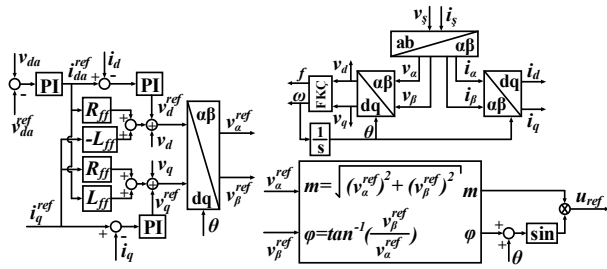 v_da
i_da^ref
i_d
PI
v_da^ref
PI
R_ff
v_d^ref
-L_ff
v_d
αβ
v_α^ref
R_ff
v_q
v_β^ref
L_ff
v_q^ref
dq
i_q^ref
PI
i_q
θ
v_ş
i_ş
ab
αβ
f
v_d
v_α
i_α
i_d
ω
FKÇ
αβ
dq
v_β
i_β
dq
αβ
1/s
v_q
θ
i_q
v_α^ref
m=√((v_α^ref)^2+(v_β^ref)^2)
m
u_ref
v_β^ref
φ=tan^-1(v_β^ref/v_α^ref)
φ
sin
θ